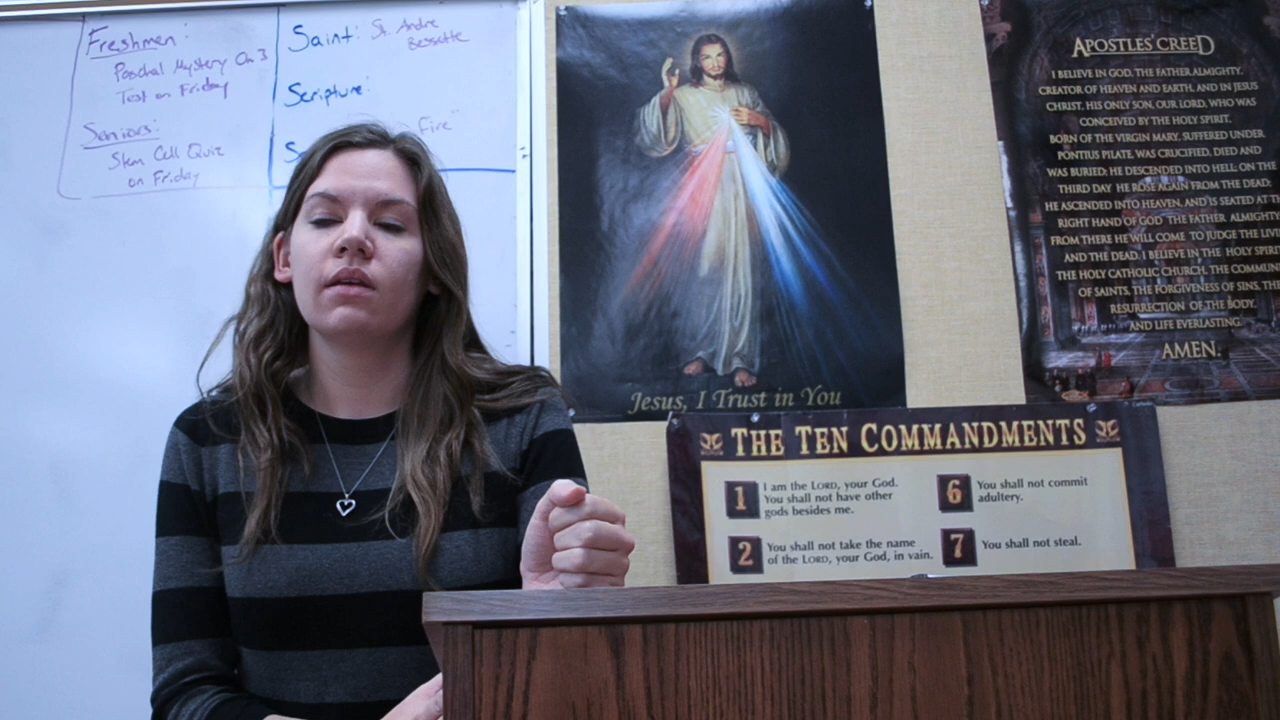 Freshmen:
Paschal Mystery Ch 3
Test on Friday
Seniors:
Stem Cell Quiz
on Friday
Saint: St. Andre
Bessette
Scripture:
Fire"
S
Jesus, I Trust in You
APOSTLES' CREED
I BELIEVE IN GOD, THE FATHER ALMIGHTY,
CREATOR OF HEAVEN AND EARTH, AND IN JESUS
CHRIST, HIS ONLY SON, OUR LORD, WHO WAS
CONCEIVED BY THE HOLY SPIRIT,
BORN OF THE VIRGIN MARY, SUFFERED UNDER
PONTIUS PILATE, WAS CRUCIFIED, DIED AND
WAS BURIED; HE DESCENDED INTO HELL; ON THE
THIRD DAY HE ROSE AGAIN FROM THE DEAD;
HE ASCENDED INTO HEAVEN, AND IS SEATED AT TH
RIGHT HAND OF GOD THE FATHER ALMIGHTY
FROM THERE HE WILL COME TO JUDGE THE LIVI
AND THE DEAD. I BELIEVE IN THE HOLY SPIRI
THE HOLY CATHOLIC CHURCH, THE COMMUN
OF SAINTS, THE FORGIVENESS OF SINS, THE
RESURRECTION OF THE BODY,
AND LIFE EVERLASTING.
AMEN.
THE TEN COMMANDMENTS
1 I am the LORD, your God.
You shall not have other
gods besides me.
2 You shall not take the name
of the LORD, your God, in vain.
6 You shall not commit
adultery.
7 You shall not steal.